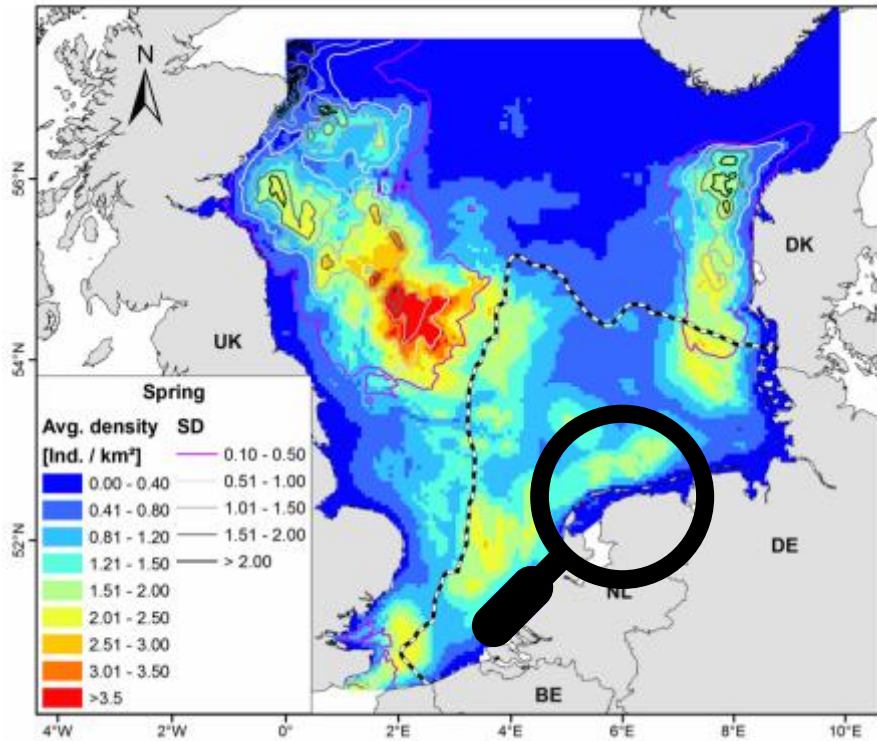 N
56°N
DK
UK
54°N
Spring
Avg. density SD
[Ind. / km²]
0.00 - 0.40
0.41 - 0.80
0.81 - 1.20
1.21 - 1.50
1.51 - 2.00
2.01 - 2.50
2.51 - 3.00
3.01 - 3.50
>3.5
0.10 - 0.50
0.51 - 1.00
1.01 - 1.50
1.51 - 2.00
> 2.00
52°N
DE
NL
BE
4°W 2°W 0° 2°E 4°E 6°E 8°E 10°E